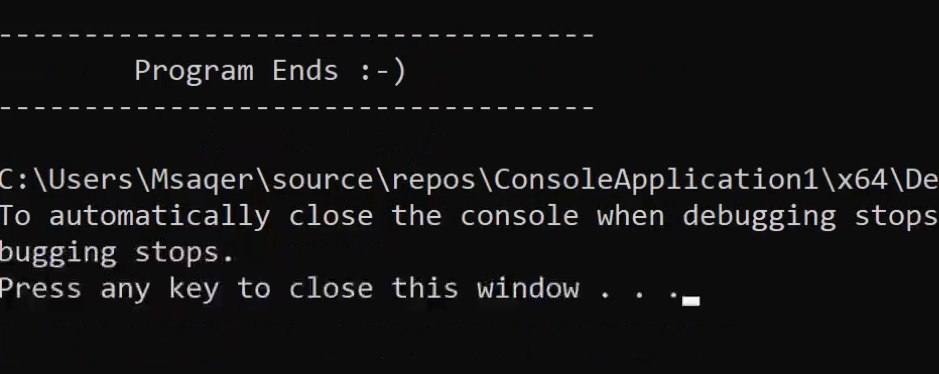 -----------------------------------
Program Ends :-)
-----------------------------------
C:\Users\Msaqer\source\repos\ConsoleApplication1\x64\De
To automatically close the console when debugging stops
bugging stops.
Press any key to close this window . . .